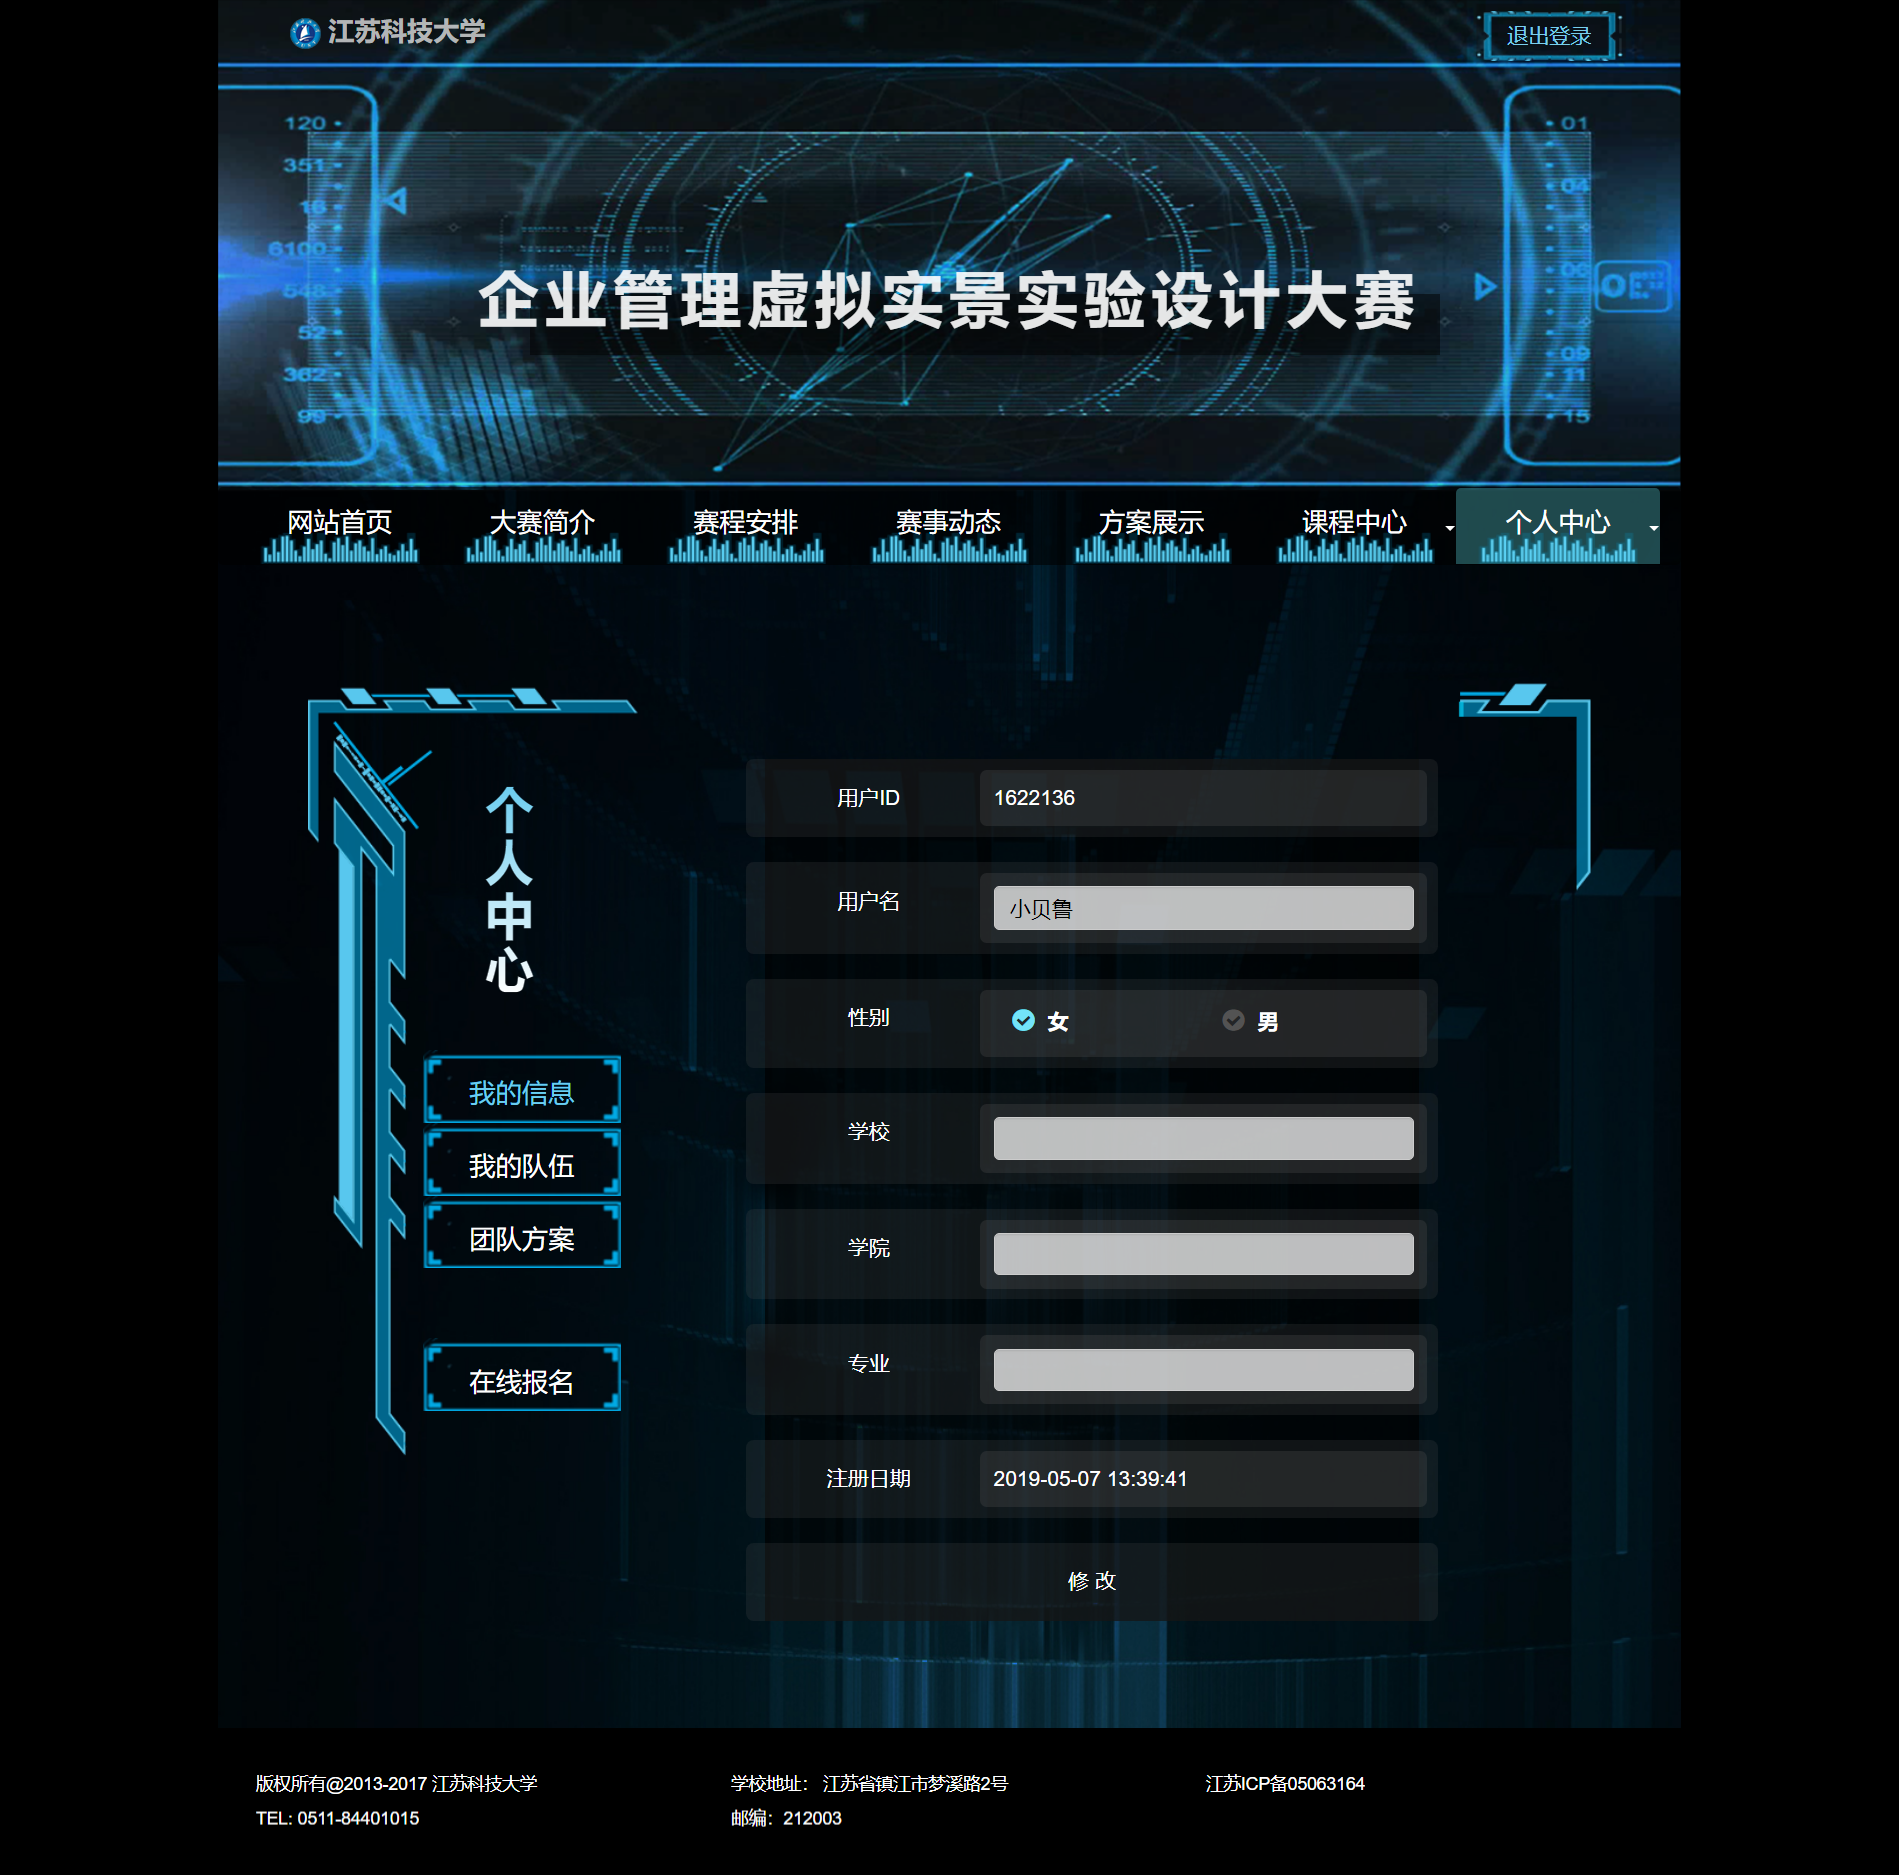 江苏科技大学
退出登录
120
351
16
6100
548
52
362
99
01
04
06
09
11
15
企业管理虚拟实景实验设计大赛
网站首页 大赛简介 赛程安排 赛事动态 方案展示 课程中心 个人中心
个人中心
我的信息
我的队伍
团队方案
在线报名
用户ID 1622136
用户名 小贝鲁
性别 女 男
学校
学院
专业
注册日期 2019-05-07 13:39:41
修 改
版权所有@2013-2017 江苏科技大学 学校地址： 江苏省镇江市梦溪路2号 江苏ICP备05063164
TEL: 0511-84401015 邮编：212003